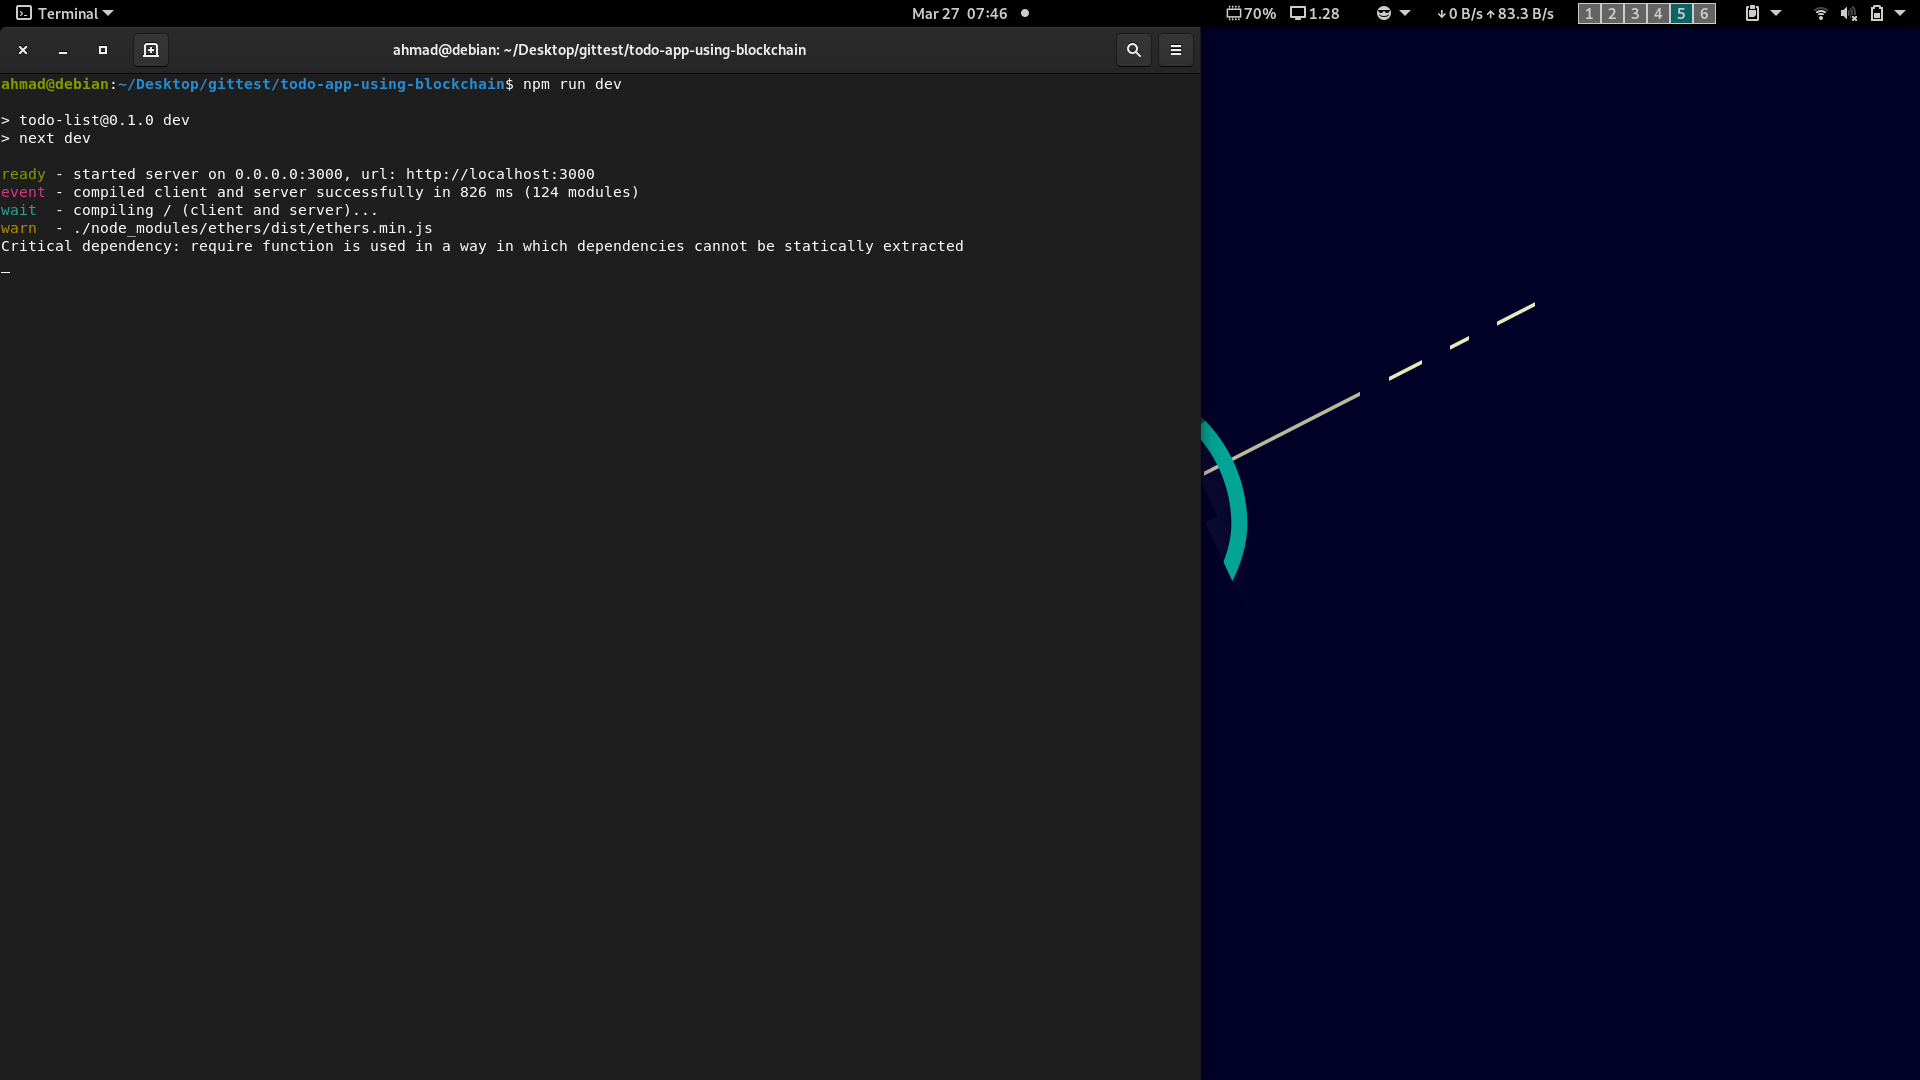 Terminal
Mar 27 07:46
70% 1.28
↓0 B/s ↑ 83.3 B/s
1 2 3 4 5 6
ahmad@debian: ~/Desktop/gittest/todo-app-using-blockchain
ahmad@debian:~/Desktop/gittest/todo-app-using-blockchain$ npm run dev
> todo-list@0.1.0 dev
> next dev
ready - started server on 0.0.0.0:3000, url: http://localhost:3000
event - compiled client and server successfully in 826 ms (124 modules)
wait  - compiling / (client and server)...
warn  - ./node_modules/ethers/dist/ethers.min.js
Critical dependency: require function is used in a way in which dependencies cannot be statically extracted